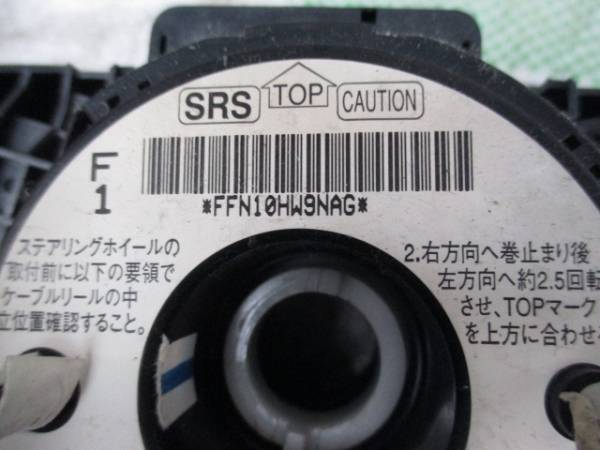 SRS TOP CAUTION
F
1
*FFN10HW9NAG*
ステアリングホイールの
取付前に以下の要領で
ケーブルリールの中
立位置確認すること。
2.右方向へ巻止まり後
左方向へ約2.5回転
させ、TOPマーク
を上方に合わせ